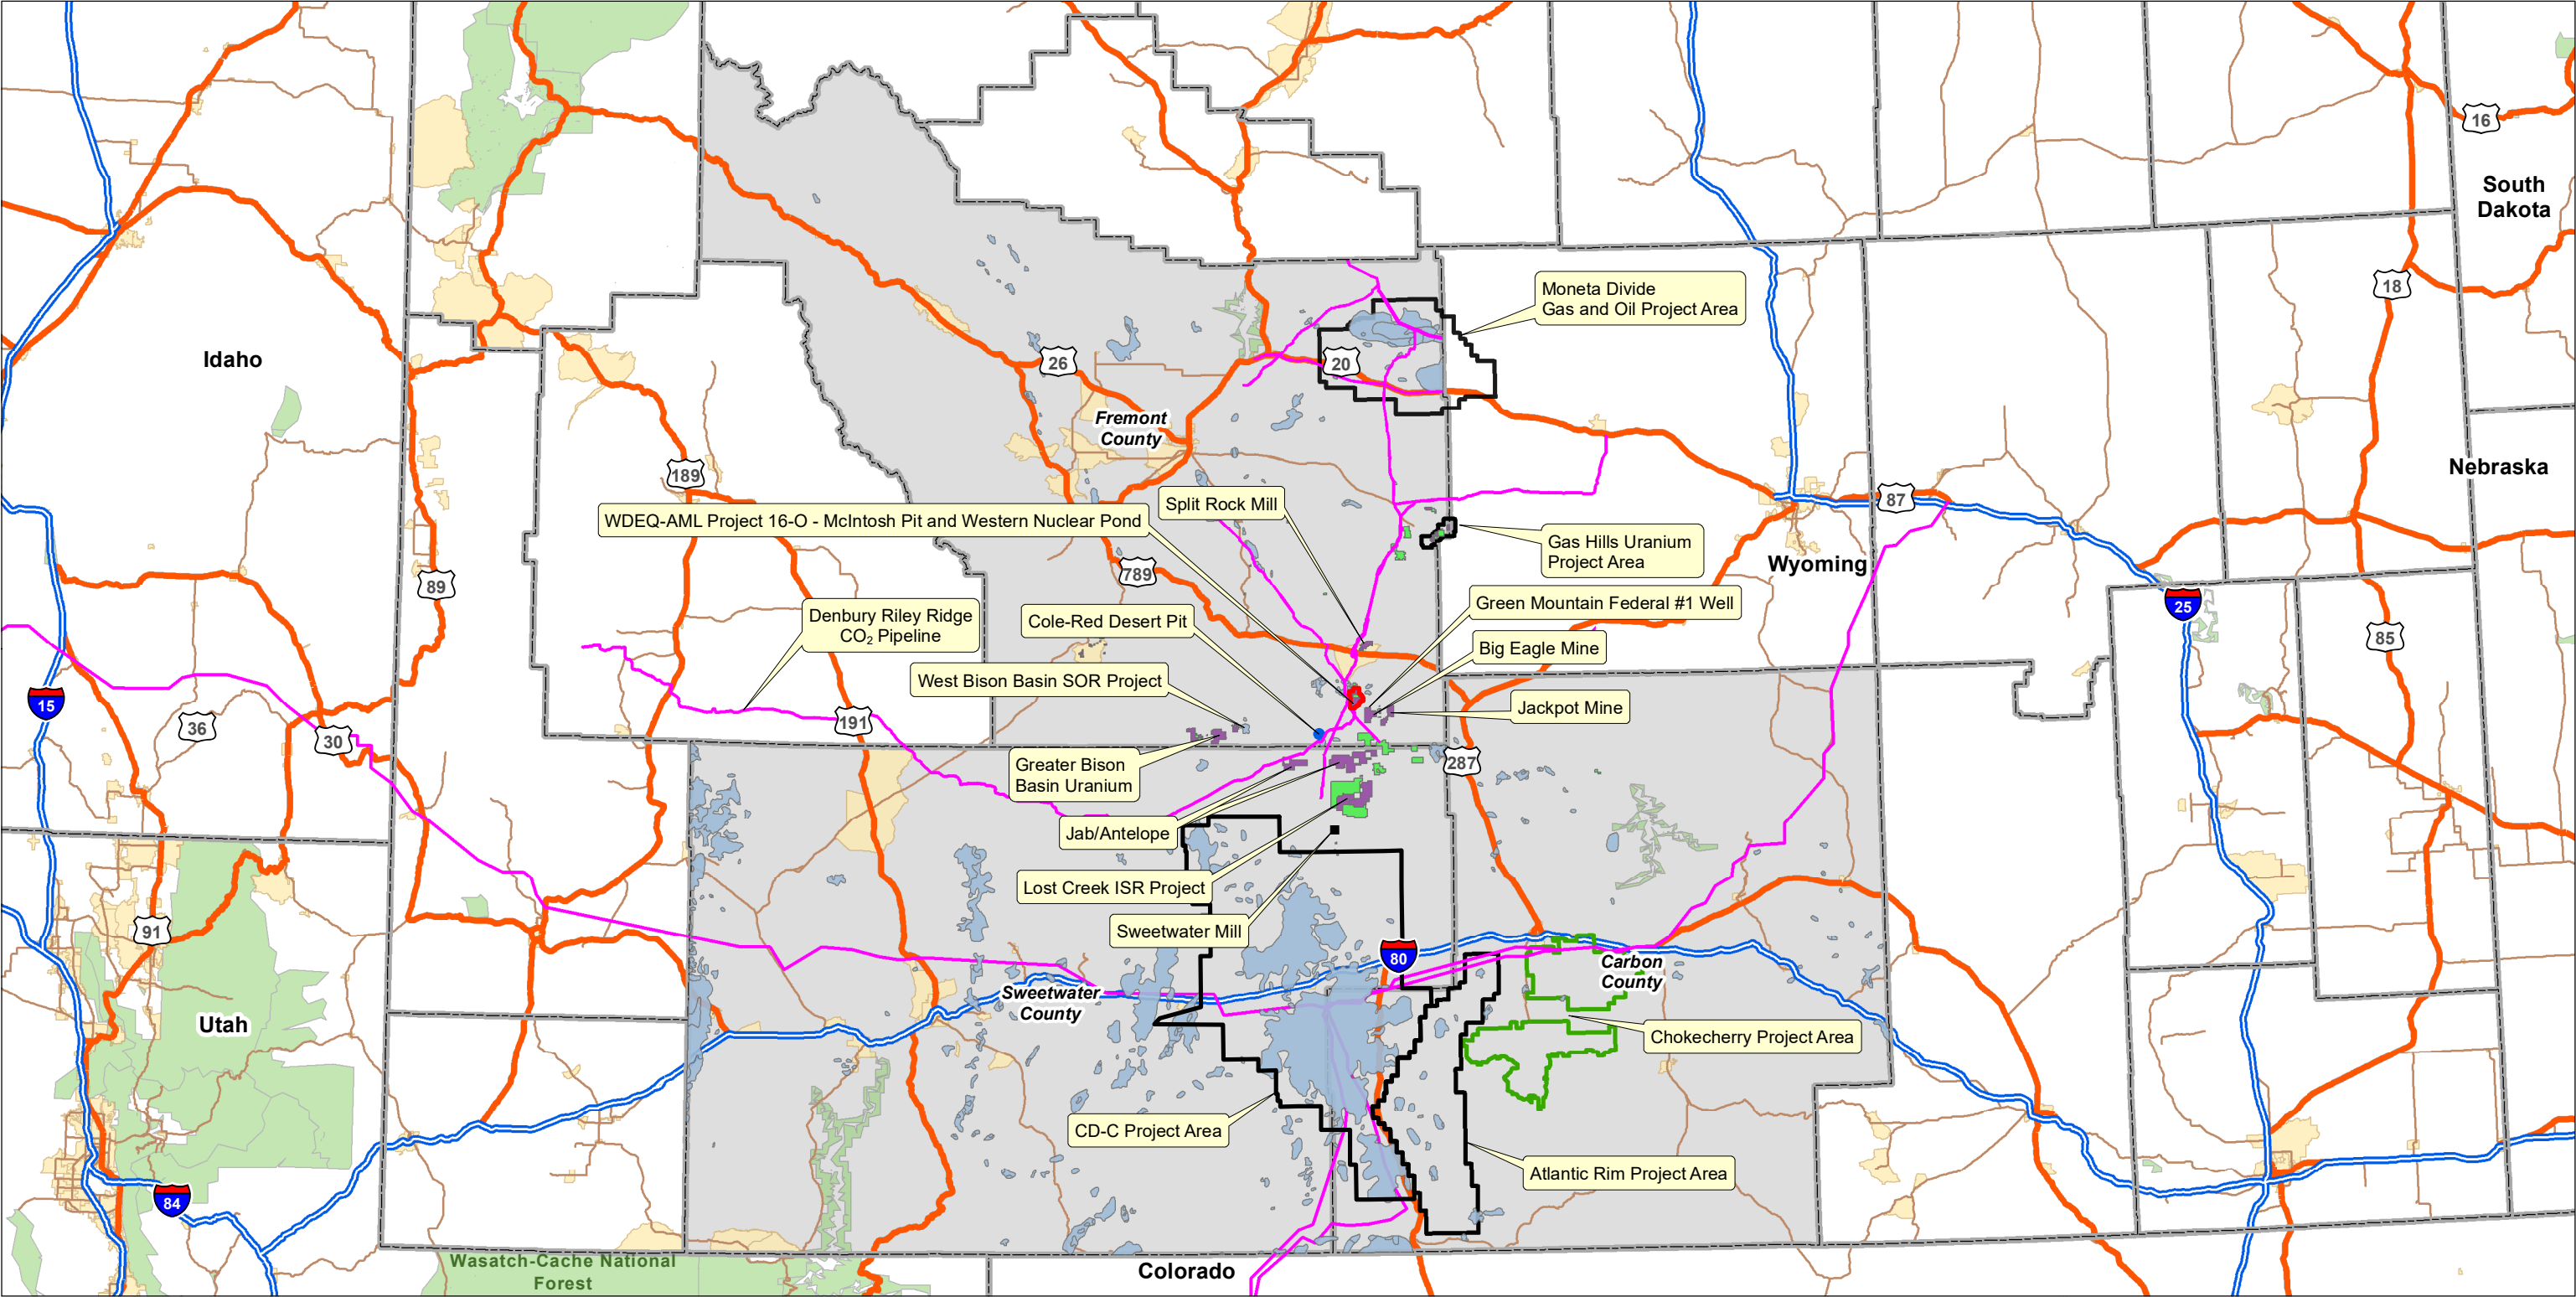 16
South
Dakota
Moneta Divide
Gas and Oil Project Area
18
Idaho
26
20
Fremont
County
Nebraska
189
Split Rock Mill
87
WDEQ-AML Project 16-O - McIntosh Pit and Western Nuclear Pond
Gas Hills Uranium
Project Area
Wyoming
789
89
Denbury Riley Ridge
CO₂ Pipeline
Cole-Red Desert Pit
Green Mountain Federal #1 Well
25
85
Big Eagle Mine
West Bison Basin SOR Project
15
Jackpot Mine
36
30
191
287
Greater Bison
Basin Uranium
Jab/Antelope
Lost Creek ISR Project
91
Sweetwater Mill
80
Carbon
County
Sweetwater
County
Utah
Chokecherry Project Area
CD-C Project Area
Atlantic Rim Project Area
84
Wasatch-Cache National
Forest
Colorado